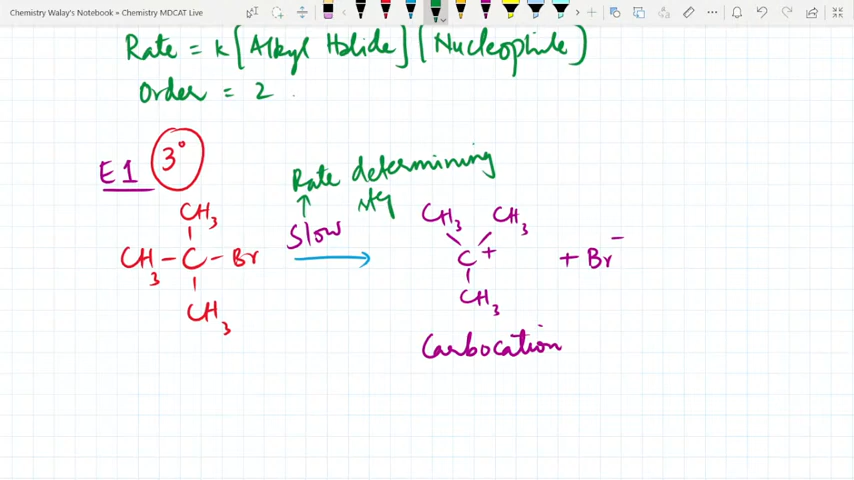 Chemistry Walay's Notebook » Chemistry MDCAT Live
Rate = k [Alkyl Halide] [Nucleophile]
Order = 2
E1 3°
Rate determining
step
Slow
CH3
CH3 - C - Br
CH3
CH3 CH3
C + + Br−
CH3
Carbocation